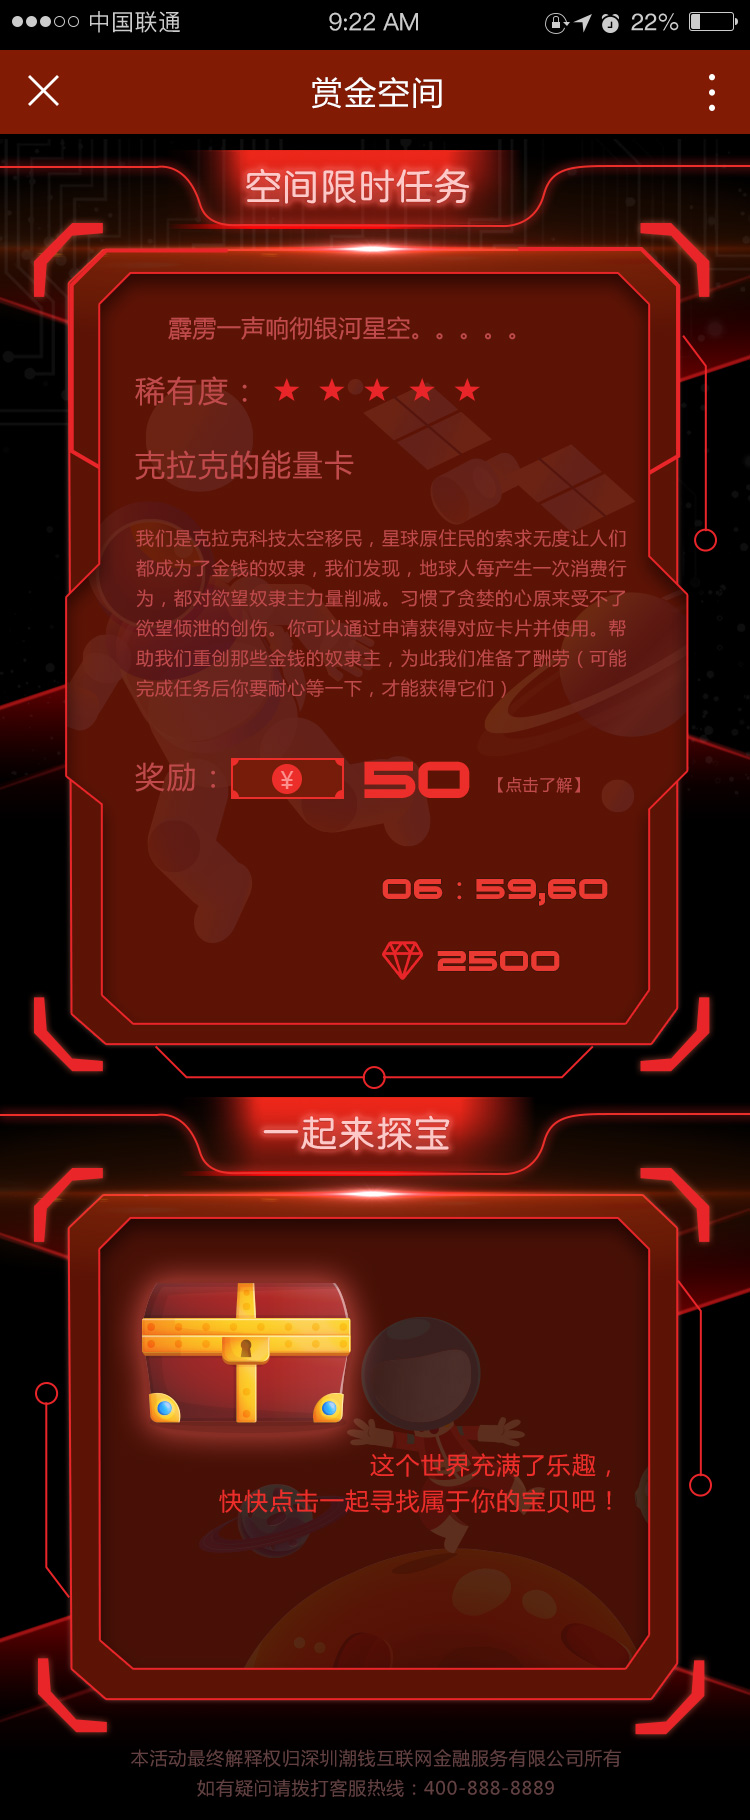 中国联通 9:22 AM 22%
赏金空间
空间限时任务
霹雳一声响彻银河星空。。。。。
稀有度： ★ ★ ★ ★ ★
克拉克的能量卡
我们是克拉克科技太空移民，星球原住民的索求无度让人们
都成为了金钱的奴隶，我们发现，地球人每产生一次消费行
为，都对欲望奴隶主力量削减。习惯了贪婪的心原来受不了
欲望倾泄的创伤。你可以通过申请获得对应卡片并使用。帮
助我们重创那些金钱的奴隶主，为此我们准备了酬劳（可能
完成任务后你要耐心等一下，才能获得它们）
奖励： ¥ 50 【点击了解】
06：59,60
2500
一起来探宝
这个世界充满了乐趣，
快快点击一起寻找属于你的宝贝吧！
本活动最终解释权归深圳潮钱互联网金融服务有限公司所有
如有疑问请拨打客服热线：400-888-8889